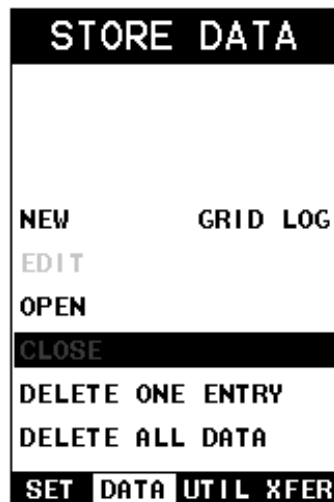 STORE DATA
NEW GRID LOG
EDIT
OPEN
CLOSE
DELETE ONE ENTRY
DELETE ALL DATA
SET DATA UTIL XFER